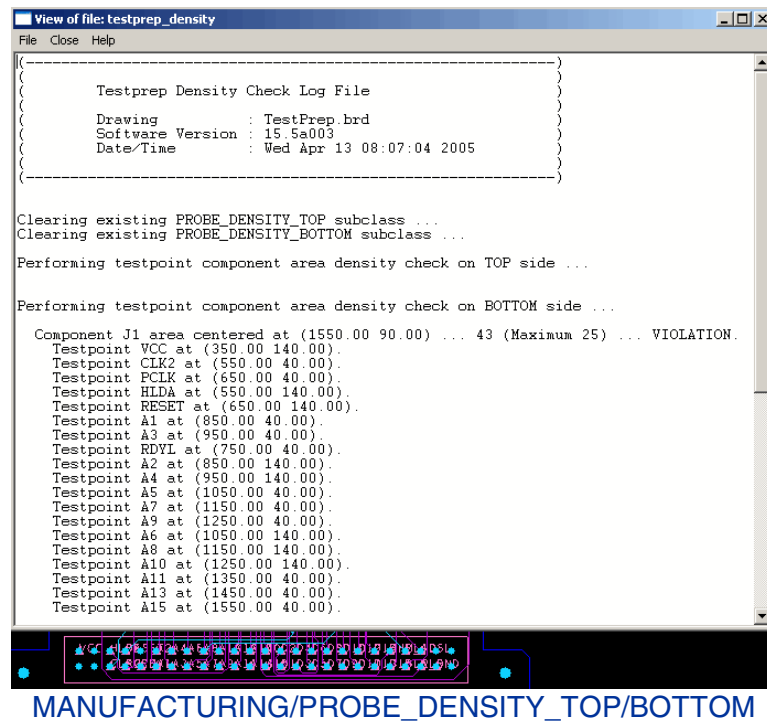 View of file: testprep_density
File Close Help
(------------------------------------------------------------)
( )
( Testprep Density Check Log File )
( )
( Drawing : TestPrep.brd )
( Software Version : 15.5a003 )
( Date/Time : Wed Apr 13 08:07:04 2005 )
( )
(------------------------------------------------------------)
Clearing existing PROBE_DENSITY_TOP subclass ...
Clearing existing PROBE_DENSITY_BOTTOM subclass ...
Performing testpoint component area density check on TOP side ...
Performing testpoint component area density check on BOTTOM side ...
Component J1 area centered at (1550.00 90.00) ... 43 (Maximum 25) ... VIOLATION.
Testpoint VCC at (350.00 140.00).
Testpoint CLK2 at (550.00 40.00).
Testpoint PCLK at (650.00 40.00).
Testpoint HLDA at (550.00 140.00).
Testpoint RESET at (650.00 140.00).
Testpoint A1 at (850.00 40.00).
Testpoint A3 at (950.00 40.00).
Testpoint RDYL at (750.00 40.00).
Testpoint A2 at (850.00 140.00).
Testpoint A4 at (950.00 140.00).
Testpoint A5 at (1050.00 40.00).
Testpoint A7 at (1150.00 40.00).
Testpoint A9 at (1250.00 40.00).
Testpoint A6 at (1050.00 140.00).
Testpoint A8 at (1150.00 140.00).
Testpoint A10 at (1250.00 140.00).
Testpoint A11 at (1350.00 40.00).
Testpoint A13 at (1450.00 40.00).
Testpoint A15 at (1550.00 40.00).
MANUFACTURING/PROBE_DENSITY_TOP/BOTTOM